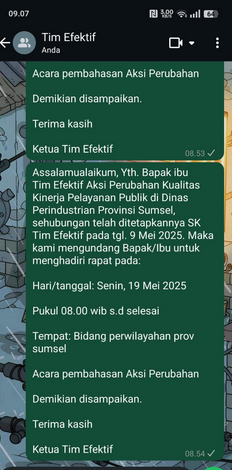 09.07
3,00
KB/S
64
Tim Efektif
Anda
Acara pembahasan Aksi Perubahan
Demikian disampaikan.
Terima kasih
Ketua Tim Efektif
08.53
Assalamualaikum, Yth. Bapak ibu
Tim Efektif Aksi Perubahan Kualitas
Kinerja Pelayanan Publik di Dinas
Perindustrian Provinsi Sumsel,
sehubungan telah ditetapkannya SK
Tim Efektif pada tgl. 9 Mei 2025. Maka
kami mengundang Bapak/Ibu untuk
menghadiri rapat pada:
Hari/tanggal: Senin, 19 Mei 2025
Pukul 08.00 wib s.d selesai
Tempat: Bidang perwilayahan prov
sumsel
Acara pembahasan Aksi Perubahan
Demikian disampaikan.
Terima kasih
Ketua Tim Efektif
08.54